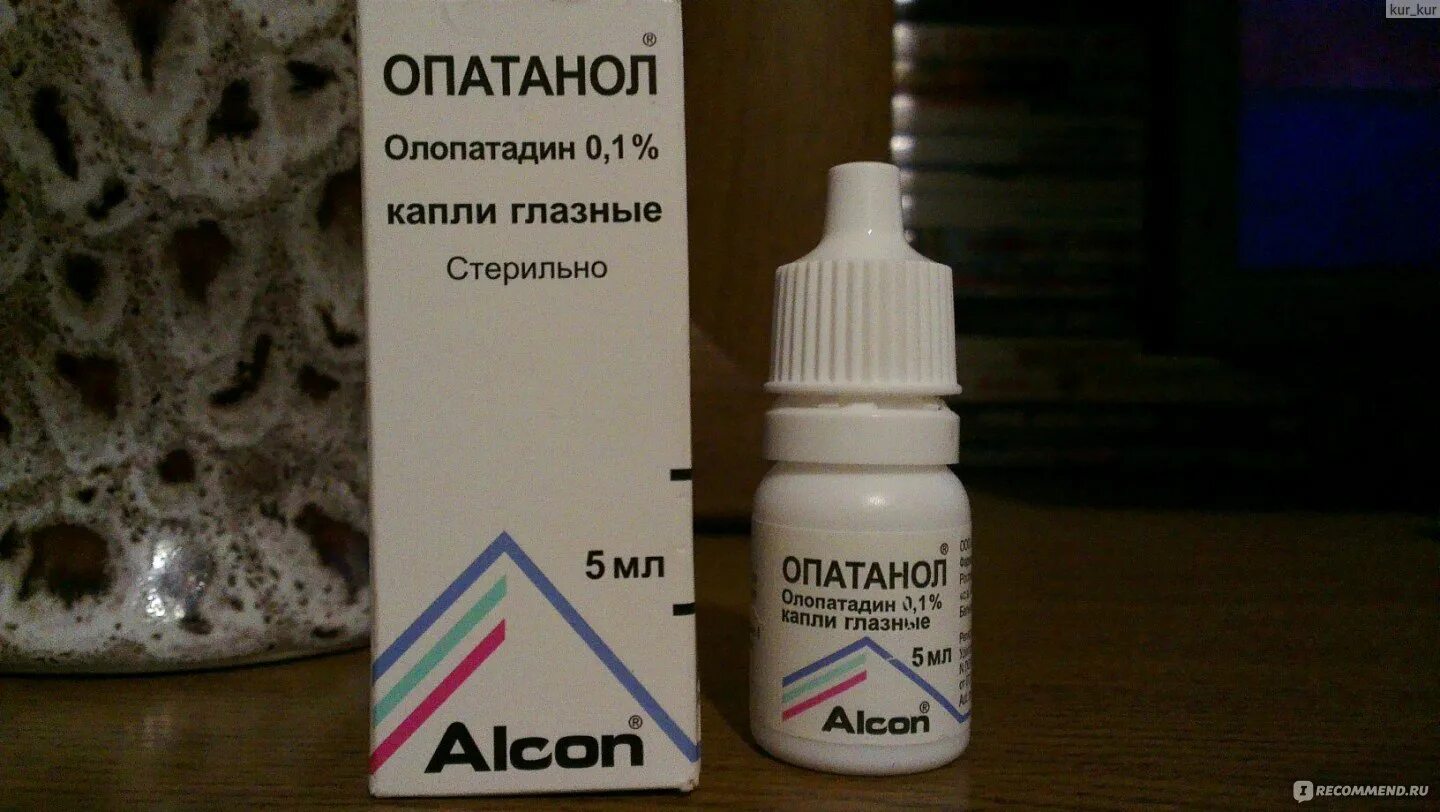 kur_kur
ОПАТАНОЛ®
Олопатадин 0,1%
капли глазные
Стерильно
5 мл
Alcon®
ОПАТАНОЛ®
Олопатадин 0,1%
капли глазные
5 мл
Alcon®
IRECOMMEND.RU